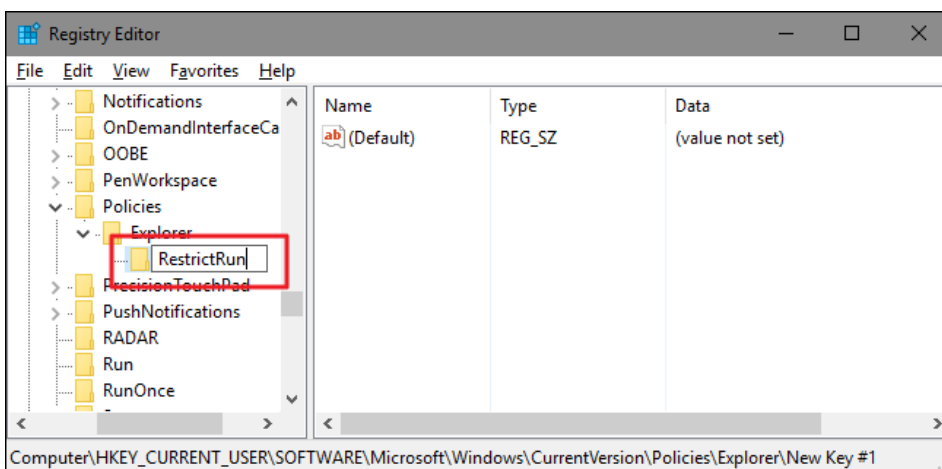 Registry Editor
File Edit View Favorites Help
Notifications
OnDemandInterfaceCa
OOBE
PenWorkspace
Policies
Explorer
RestrictRun
PrecisionTouchPad
PushNotifications
RADAR
Run
RunOnce
Name Type Data
ab (Default) REG_SZ (value not set)
Computer\HKEY_CURRENT_USER\SOFTWARE\Microsoft\Windows\CurrentVersion\Policies\Explorer\New Key #1